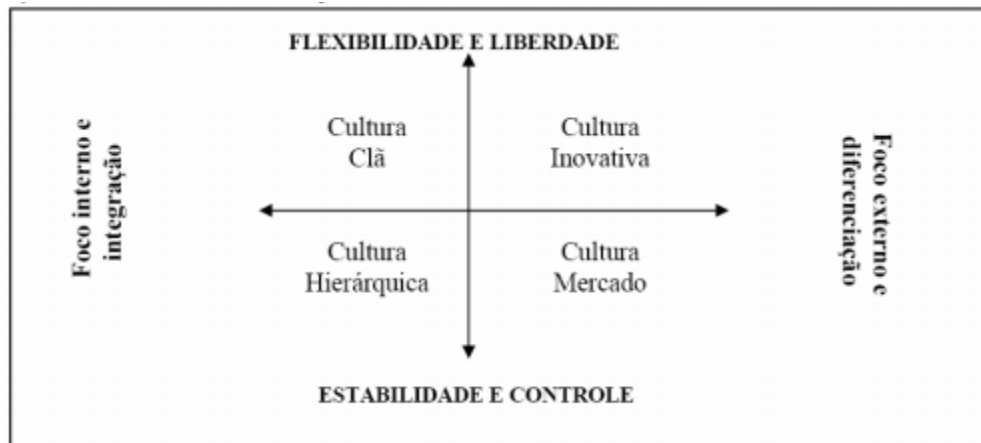 FLEXIBILIDADE E LIBERDADE
Foco interno e
integração
Cultura
Clã
Cultura
Inovativa
Foco externo e
diferenciação
Cultura
Hierárquica
Cultura
Mercado
ESTABILIDADE E CONTROLE